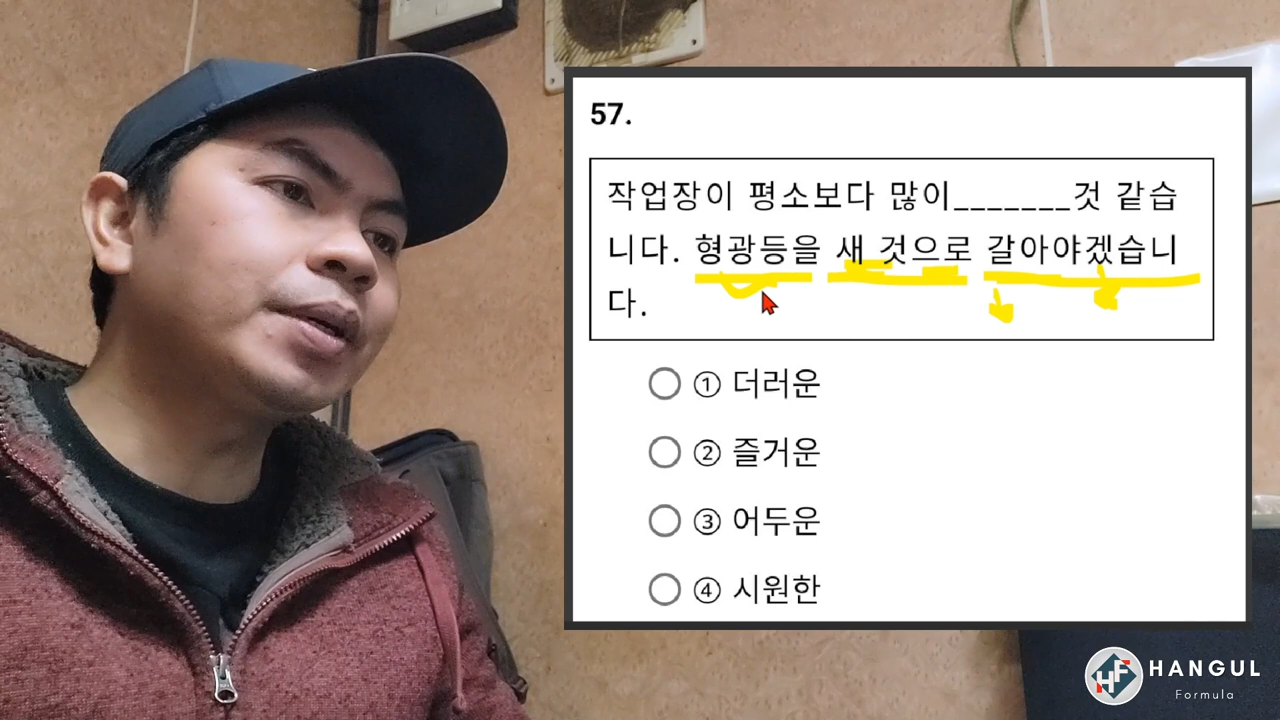 57.
작업장이 평소보다 많이_______것 같습
니다. 형광등을 새 것으로 갈아야겠습니
다.
① 더러운
② 즐거운
③ 어두운
④ 시원한
HF HANGUL
Formula